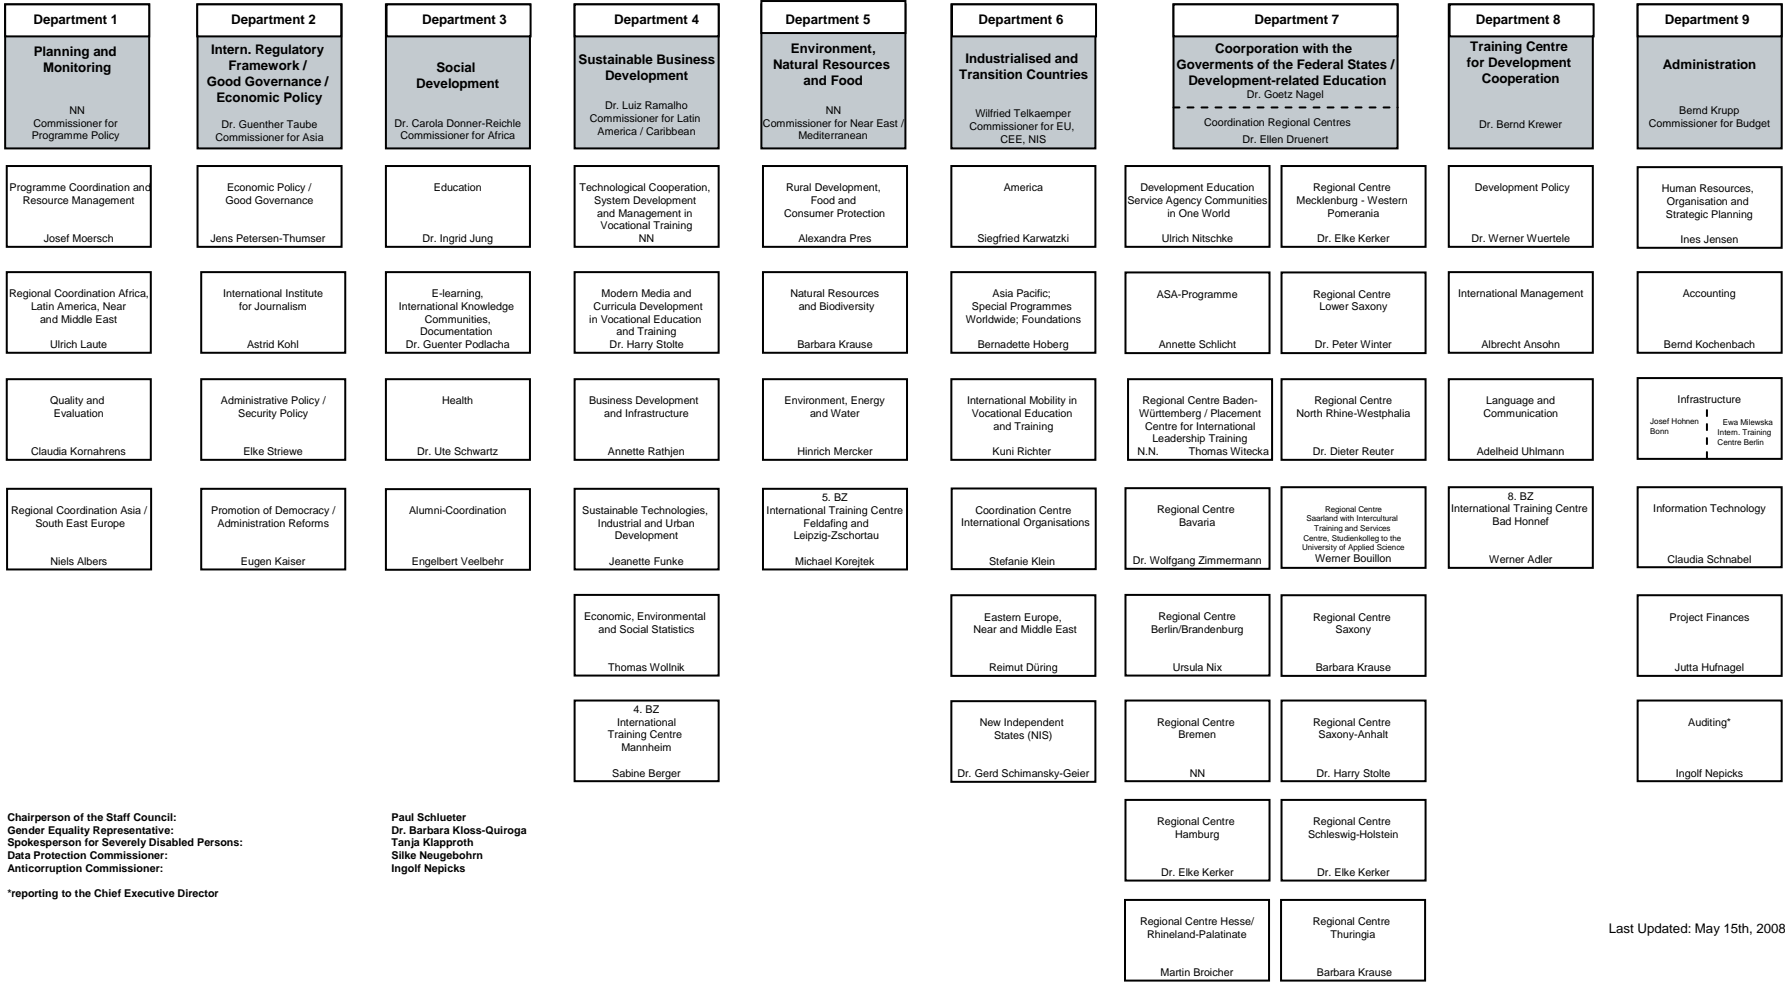 Department 1
Planning and
Monitoring
NN
Commissioner for
Programme Policy
Programme Coordination and
Resource Management
Josef Moersch
Regional Coordination Africa,
Latin America, Near
and Middle East
Ulrich Laute
Quality and
Evaluation
Claudia Kornahrens
Regional Coordination Asia /
South East Europe
Niels Albers
Department 2
Intern. Regulatory
Framework /
Good Governance /
Economic Policy
Dr. Guenther Taube
Commissioner for Asia
Economic Policy /
Good Governance
Jens Petersen-Thumser
International Institute
for Journalism
Astrid Kohl
Administrative Policy /
Security Policy
Elke Striewe
Promotion of Democracy /
Administration Reforms
Eugen Kaiser
Department 3
Social
Development
Dr. Carola Donner-Reichle
Commissioner for Africa
Education
Dr. Ingrid Jung
E-learning,
International Knowledge
Communities,
Documentation
Dr. Guenter Podlacha
Health
Dr. Ute Schwartz
Alumni-Coordination
Engelbert Veelbehr
Department 4
Sustainable Business
Development
Dr. Luiz Ramalho
Commissioner for Latin
America / Caribbean
Technological Cooperation,
System Development
and Management in
Vocational Training
NN
Modern Media and
Curricula Development
in Vocational Education
and Training
Dr. Harry Stolte
Business Development
and Infrastructure
Annette Rathjen
Sustainable Technologies,
Industrial and Urban
Development
Jeanette Funke
Economic, Environmental
and Social Statistics
Thomas Wollnik
4. BZ
International
Training Centre
Mannheim
Sabine Berger
Department 5
Environment,
Natural Resources
and Food
NN
Commissioner for Near East /
Mediterranean
Rural Development,
Food and
Consumer Protection
Alexandra Pres
Natural Resources
and Biodiversity
Barbara Krause
Environment, Energy
and Water
Hinrich Mercker
5. BZ
International Training Centre
Feldafing and
Leipzig-Zschortau
Michael Korejtek
Department 6
Industrialised and
Transition Countries
Wilfried Telkaemper
Commissioner for EU,
CEE, NIS
America
Siegfried Karwatzki
Asia Pacific;
Special Programmes
Worldwide; Foundations
Bernadette Hoberg
International Mobility in
Vocational Education
and Training
Kuni Richter
Coordination Centre
International Organisations
Stefanie Klein
Eastern Europe,
Near and Middle East
Reimut Düring
New Independent
States (NIS)
Dr. Gerd Schimansky-Geier
Department 7
Coorporation with the
Goverments of the Federal States /
Development-related Education
Dr. Goetz Nagel
Coordination Regional Centres
Dr. Ellen Druenert
Development Education
Service Agency Communities
in One World
Ulrich Nitschke
ASA-Programme
Annette Schlicht
Regional Centre Baden-
Württemberg / Placement
Centre for International
Leadership Training
N.N. Thomas Witecka
Regional Centre
Bavaria
Dr. Wolfgang Zimmermann
Regional Centre
Berlin/Brandenburg
Ursula Nix
Regional Centre
Bremen
NN
Regional Centre
Hamburg
Dr. Elke Kerker
Regional Centre Hesse/
Rhineland-Palatinate
Martin Broicher
Regional Centre
Mecklenburg - Western
Pomerania
Dr. Elke Kerker
Regional Centre
Lower Saxony
Dr. Peter Winter
Regional Centre
North Rhine-Westphalia
Dr. Dieter Reuter
Regional Centre
Saarland with Intercultural
Training and Services
Centre, Studienkolleg to the
University of Applied Science
Werner Bouillon
Regional Centre
Saxony
Barbara Krause
Regional Centre
Saxony-Anhalt
Dr. Harry Stolte
Regional Centre
Schleswig-Holstein
Dr. Elke Kerker
Regional Centre
Thuringia
Barbara Krause
Department 8
Training Centre
for Development
Cooperation
Dr. Bernd Krewer
Development Policy
Dr. Werner Wuertele
International Management
Albrecht Ansohn
Language and
Communication
Adelheid Uhlmann
8. BZ
International Training Centre
Bad Honnef
Werner Adler
Department 9
Administration
Bernd Krupp
Commissioner for Budget
Human Resources,
Organisation and
Strategic Planning
Ines Jensen
Accounting
Bernd Kochenbach
Infrastructure
Josef Hohnen
Bonn
Ewa Milewska
Intern. Training
Centre Berlin
Information Technology
Claudia Schnabel
Project Finances
Jutta Hufnagel
Auditing*
Ingolf Nepicks
Chairperson of the Staff Council: Paul Schlueter
Gender Equality Representative: Dr. Barbara Kloss-Quiroga
Spokesperson for Severely Disabled Persons: Tanja Klapproth
Data Protection Commissioner: Silke Neugebohrn
Anticorruption Commissioner: Ingolf Nepicks
*reporting to the Chief Executive Director
Last Updated: May 15th, 2008